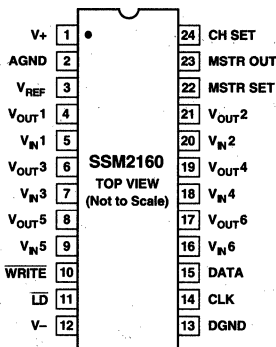 V+ 1 24 CH SET
AGND 2 23 MSTR OUT
VREF 3 22 MSTR SET
VOUT1 4 21 VOUT2
VIN1 5 20 VIN2
VOUT3 6 SSM2160 19 VOUT4
VIN3 7 TOP VIEW 18 VIN4
VOUT5 8 (Not to Scale) 17 VOUT6
VIN5 9 16 VIN6
WRITE 10 15 DATA
LD 11 14 CLK
V– 12 13 DGND